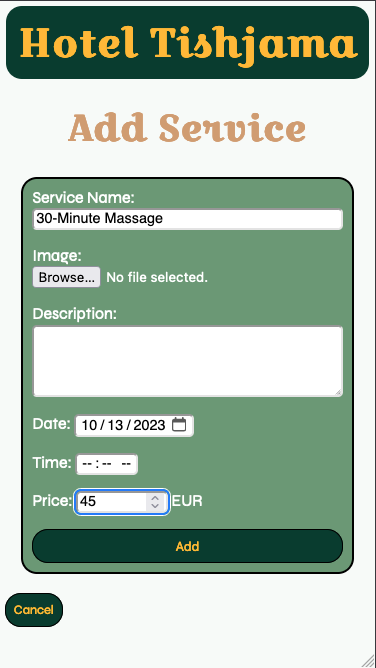 Hotel Tishjama
Add Service
Service Name:
30-Minute Massage
Image:
Browse... No file selected.
Description:
Date: 10/13/2023
Time: --:-- --
Price: 45 EUR
Add
Cancel